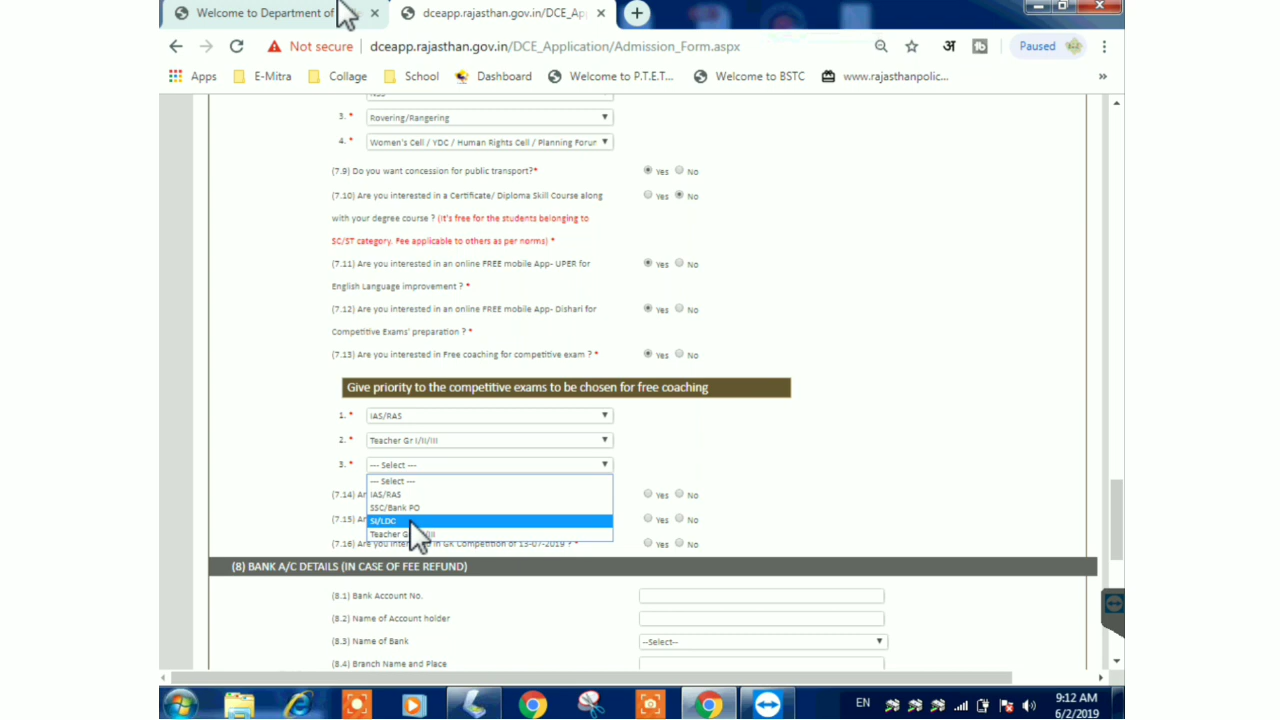 Welcome to Department of
dceapp.rajasthan.gov.in/DCE_Ap
Not secure
dceapp.rajasthan.gov.in/DCE_Application/Admission_Form.aspx
अ
Paused
Apps
E-Mitra
Collage
School
Dashboard
Welcome to P.T.E.T...
Welcome to BSTC
www.rajasthanpolic...
»
3. * Rovering/Rangering
4. * Women's Cell / YDC / Human Rights Cell / Planning Forum
(7.9) Do you want concession for public transport?* Yes No
(7.10) Are you interested in a Certificate/ Diploma Skill Course along Yes No
with your degree course ? (It's free for the students belonging to
SC/ST category. Fee applicable to others as per norms) *
(7.11) Are you interested in an online FREE mobile App- UPER for Yes No
English Language improvement ? *
(7.12) Are you interested in an online FREE mobile App- Dishari for Yes No
Competitive Exams' preparation ? *
(7.13) Are you interested in Free coaching for competitive exam ? * Yes No
Give priority to the competitive exams to be chosen for free coaching
1. * IAS/RAS
2. * Teacher Gr I/II/III
3. * --- Select ---
--- Select ---
IAS/RAS
SSC/Bank PO
SI/LDC
Teacher
(7.14) Yes No
(7.15) Yes No
(7.16) Are you interested in GK Competition of 13-07-2019 ? * Yes No
(8) BANK A/C DETAILS (IN CASE OF FEE REFUND)
(8.1) Bank Account No.
(8.2) Name of Account holder
(8.3) Name of Bank --Select--
(8.4) Branch Name and Place
EN
9:12 AM
6/2/2019